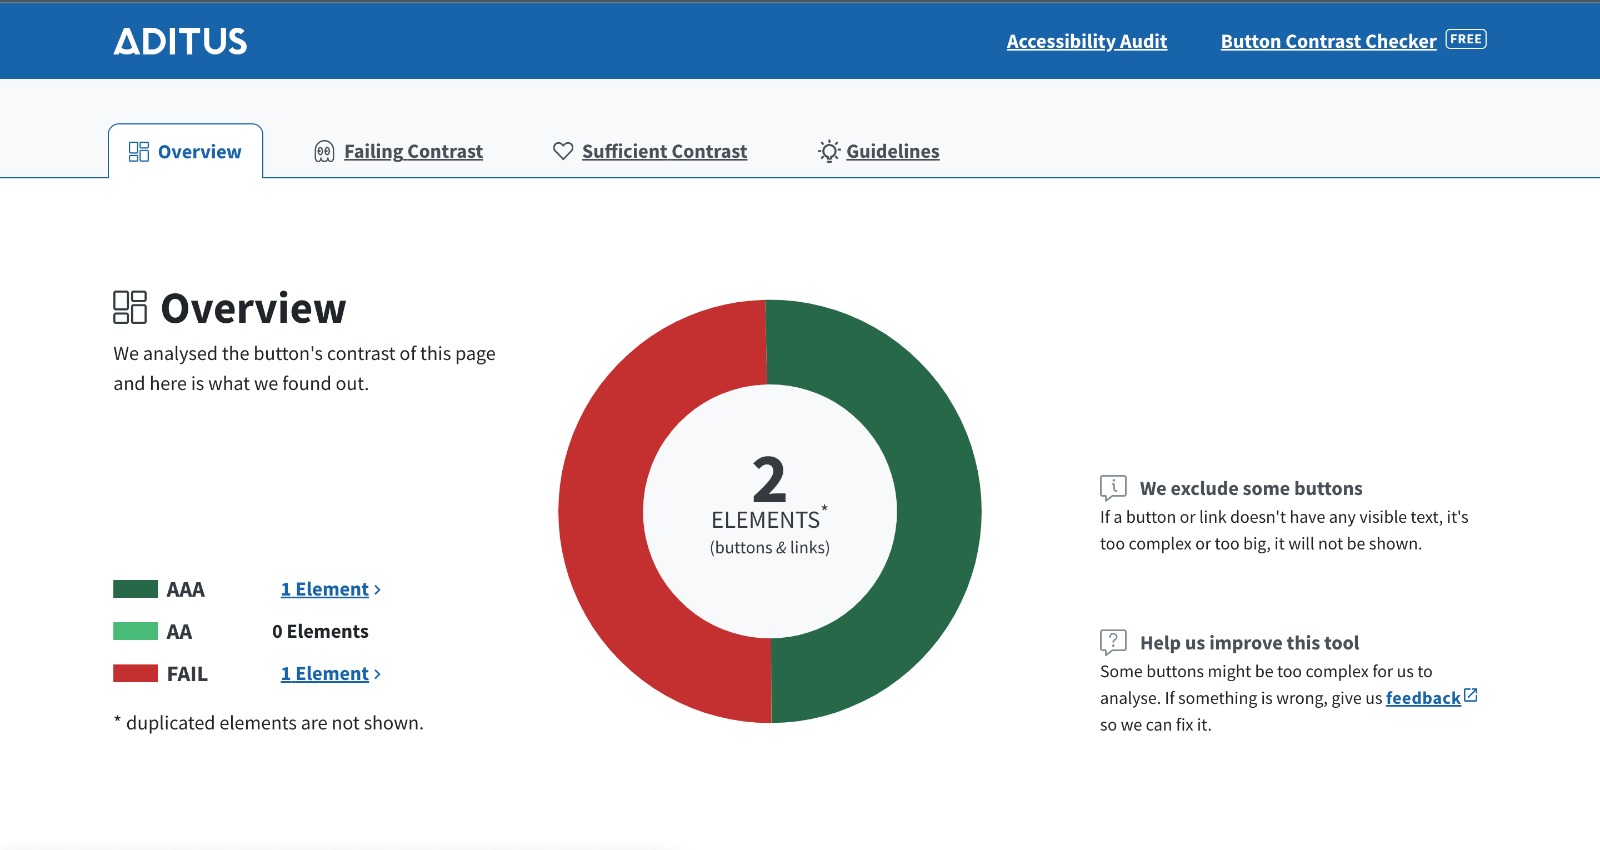 ADITUS
Accessibility Audit
Button Contrast Checker FREE
Overview
Failing Contrast
Sufficient Contrast
Guidelines
Overview
We analysed the button's contrast of this page
and here is what we found out.
AAA 1 Element >
AA 0 Elements
FAIL 1 Element >
* duplicated elements are not shown.
2
ELEMENTS*
(buttons & links)
We exclude some buttons
If a button or link doesn't have any visible text, it's
too complex or too big, it will not be shown.
Help us improve this tool
Some buttons might be too complex for us to
analyse. If something is wrong, give us feedback
so we can fix it.